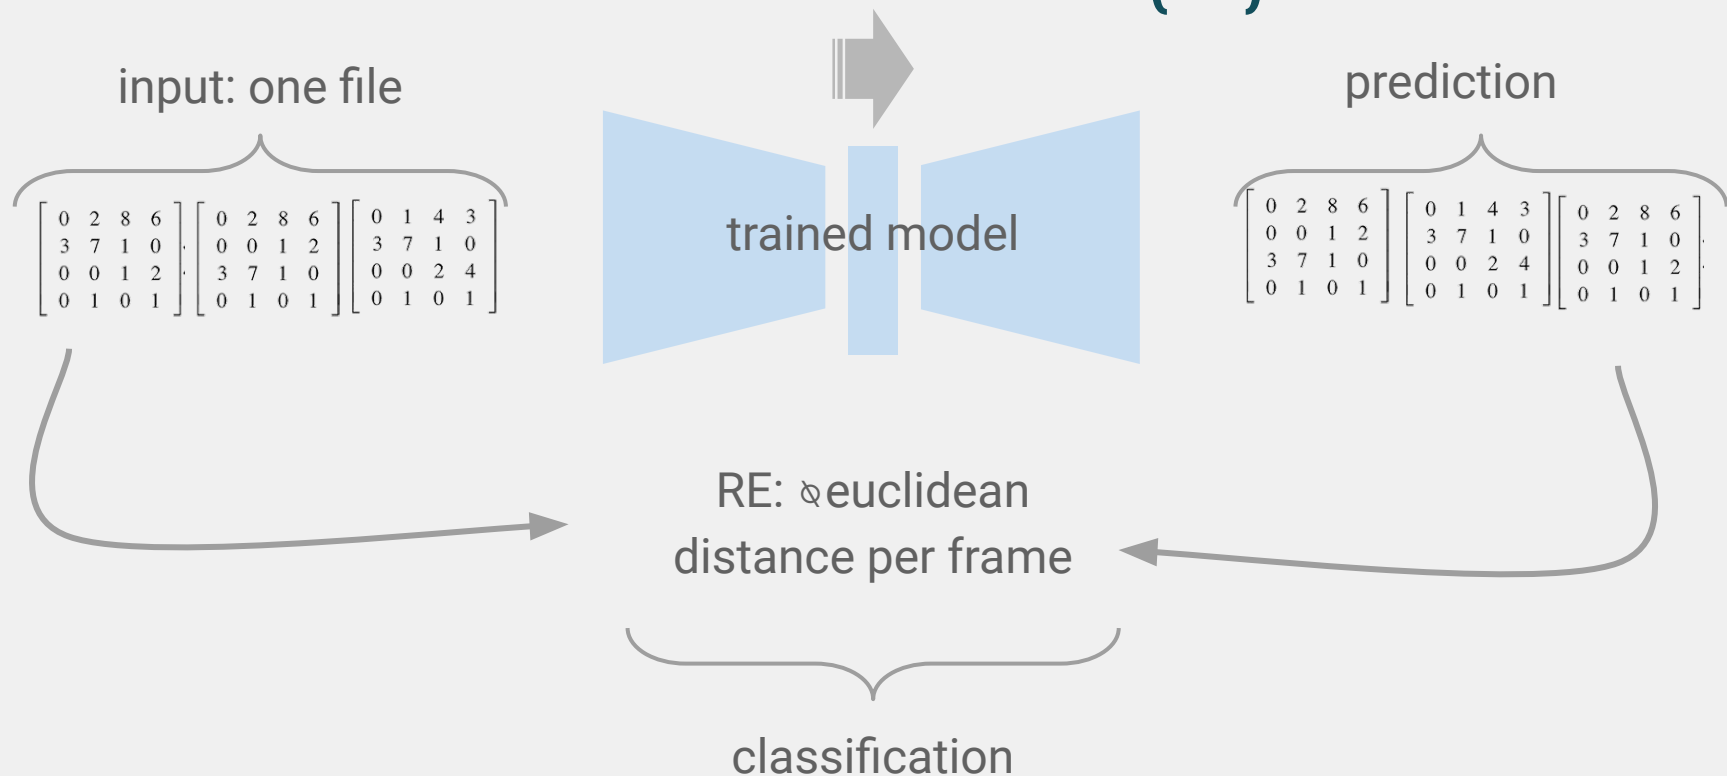 input: one file
prediction
0 2 8 6
3 7 1 0
0 0 1 2
0 1 0 1
0 2 8 6
0 0 1 2
3 7 1 0
0 1 0 1
0 1 4 3
3 7 1 0
0 0 2 4
0 1 0 1
trained model
0 2 8 6
0 0 1 2
3 7 1 0
0 1 0 1
0 1 4 3
3 7 1 0
0 0 2 4
0 1 0 1
0 2 8 6
3 7 1 0
0 0 1 2
0 1 0 1
RE: ⦰euclidean
distance per frame
classification